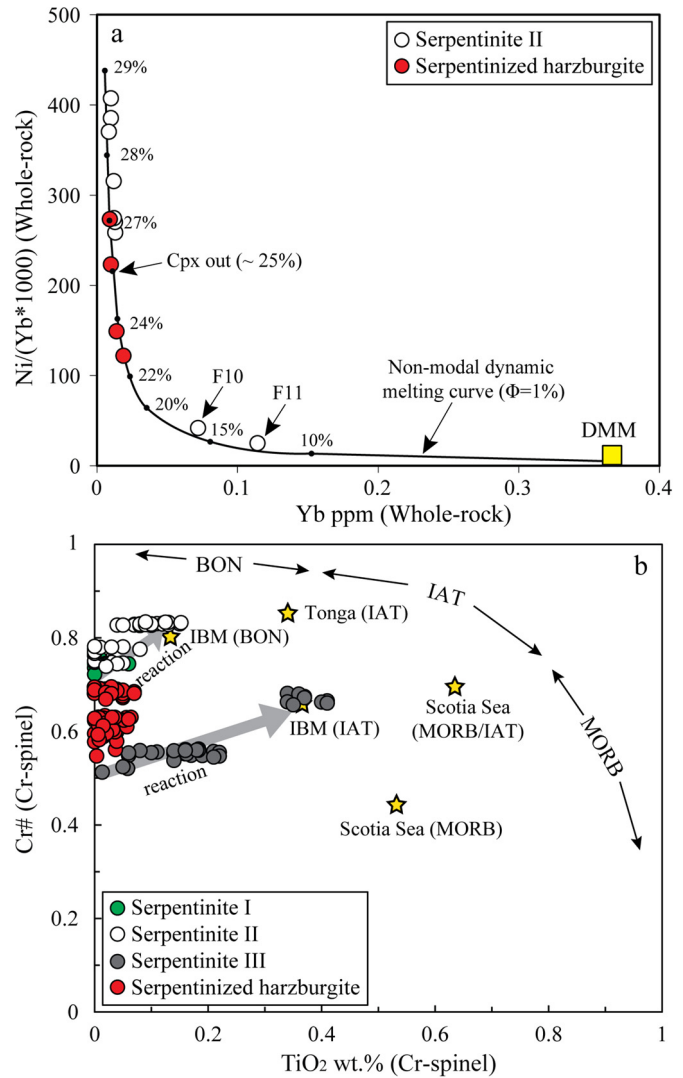 a
Serpentinite II
Serpentinized harzburgite
Ni/(Yb*1000) (Whole-rock)
500
400
300
200
100
0
29%
28%
27%
Cpx out (~ 25%)
24%
22%
20%
F10
15%
F11
10%
Non-modal dynamic
melting curve (Φ=1%)
DMM
0
0.1
0.2
0.3
0.4
Yb ppm (Whole-rock)
b
Cr# (Cr-spinel)
1
0.8
0.6
0.4
0.2
0
BON
IAT
MORB
Tonga (IAT)
IBM (BON)
reaction
Scotia Sea
(MORB/IAT)
IBM (IAT)
reaction
Scotia Sea (MORB)
Serpentinite I
Serpentinite II
Serpentinite III
Serpentinized harzburgite
0
0.2
0.4
0.6
0.8
1
TiO₂ wt.% (Cr-spinel)